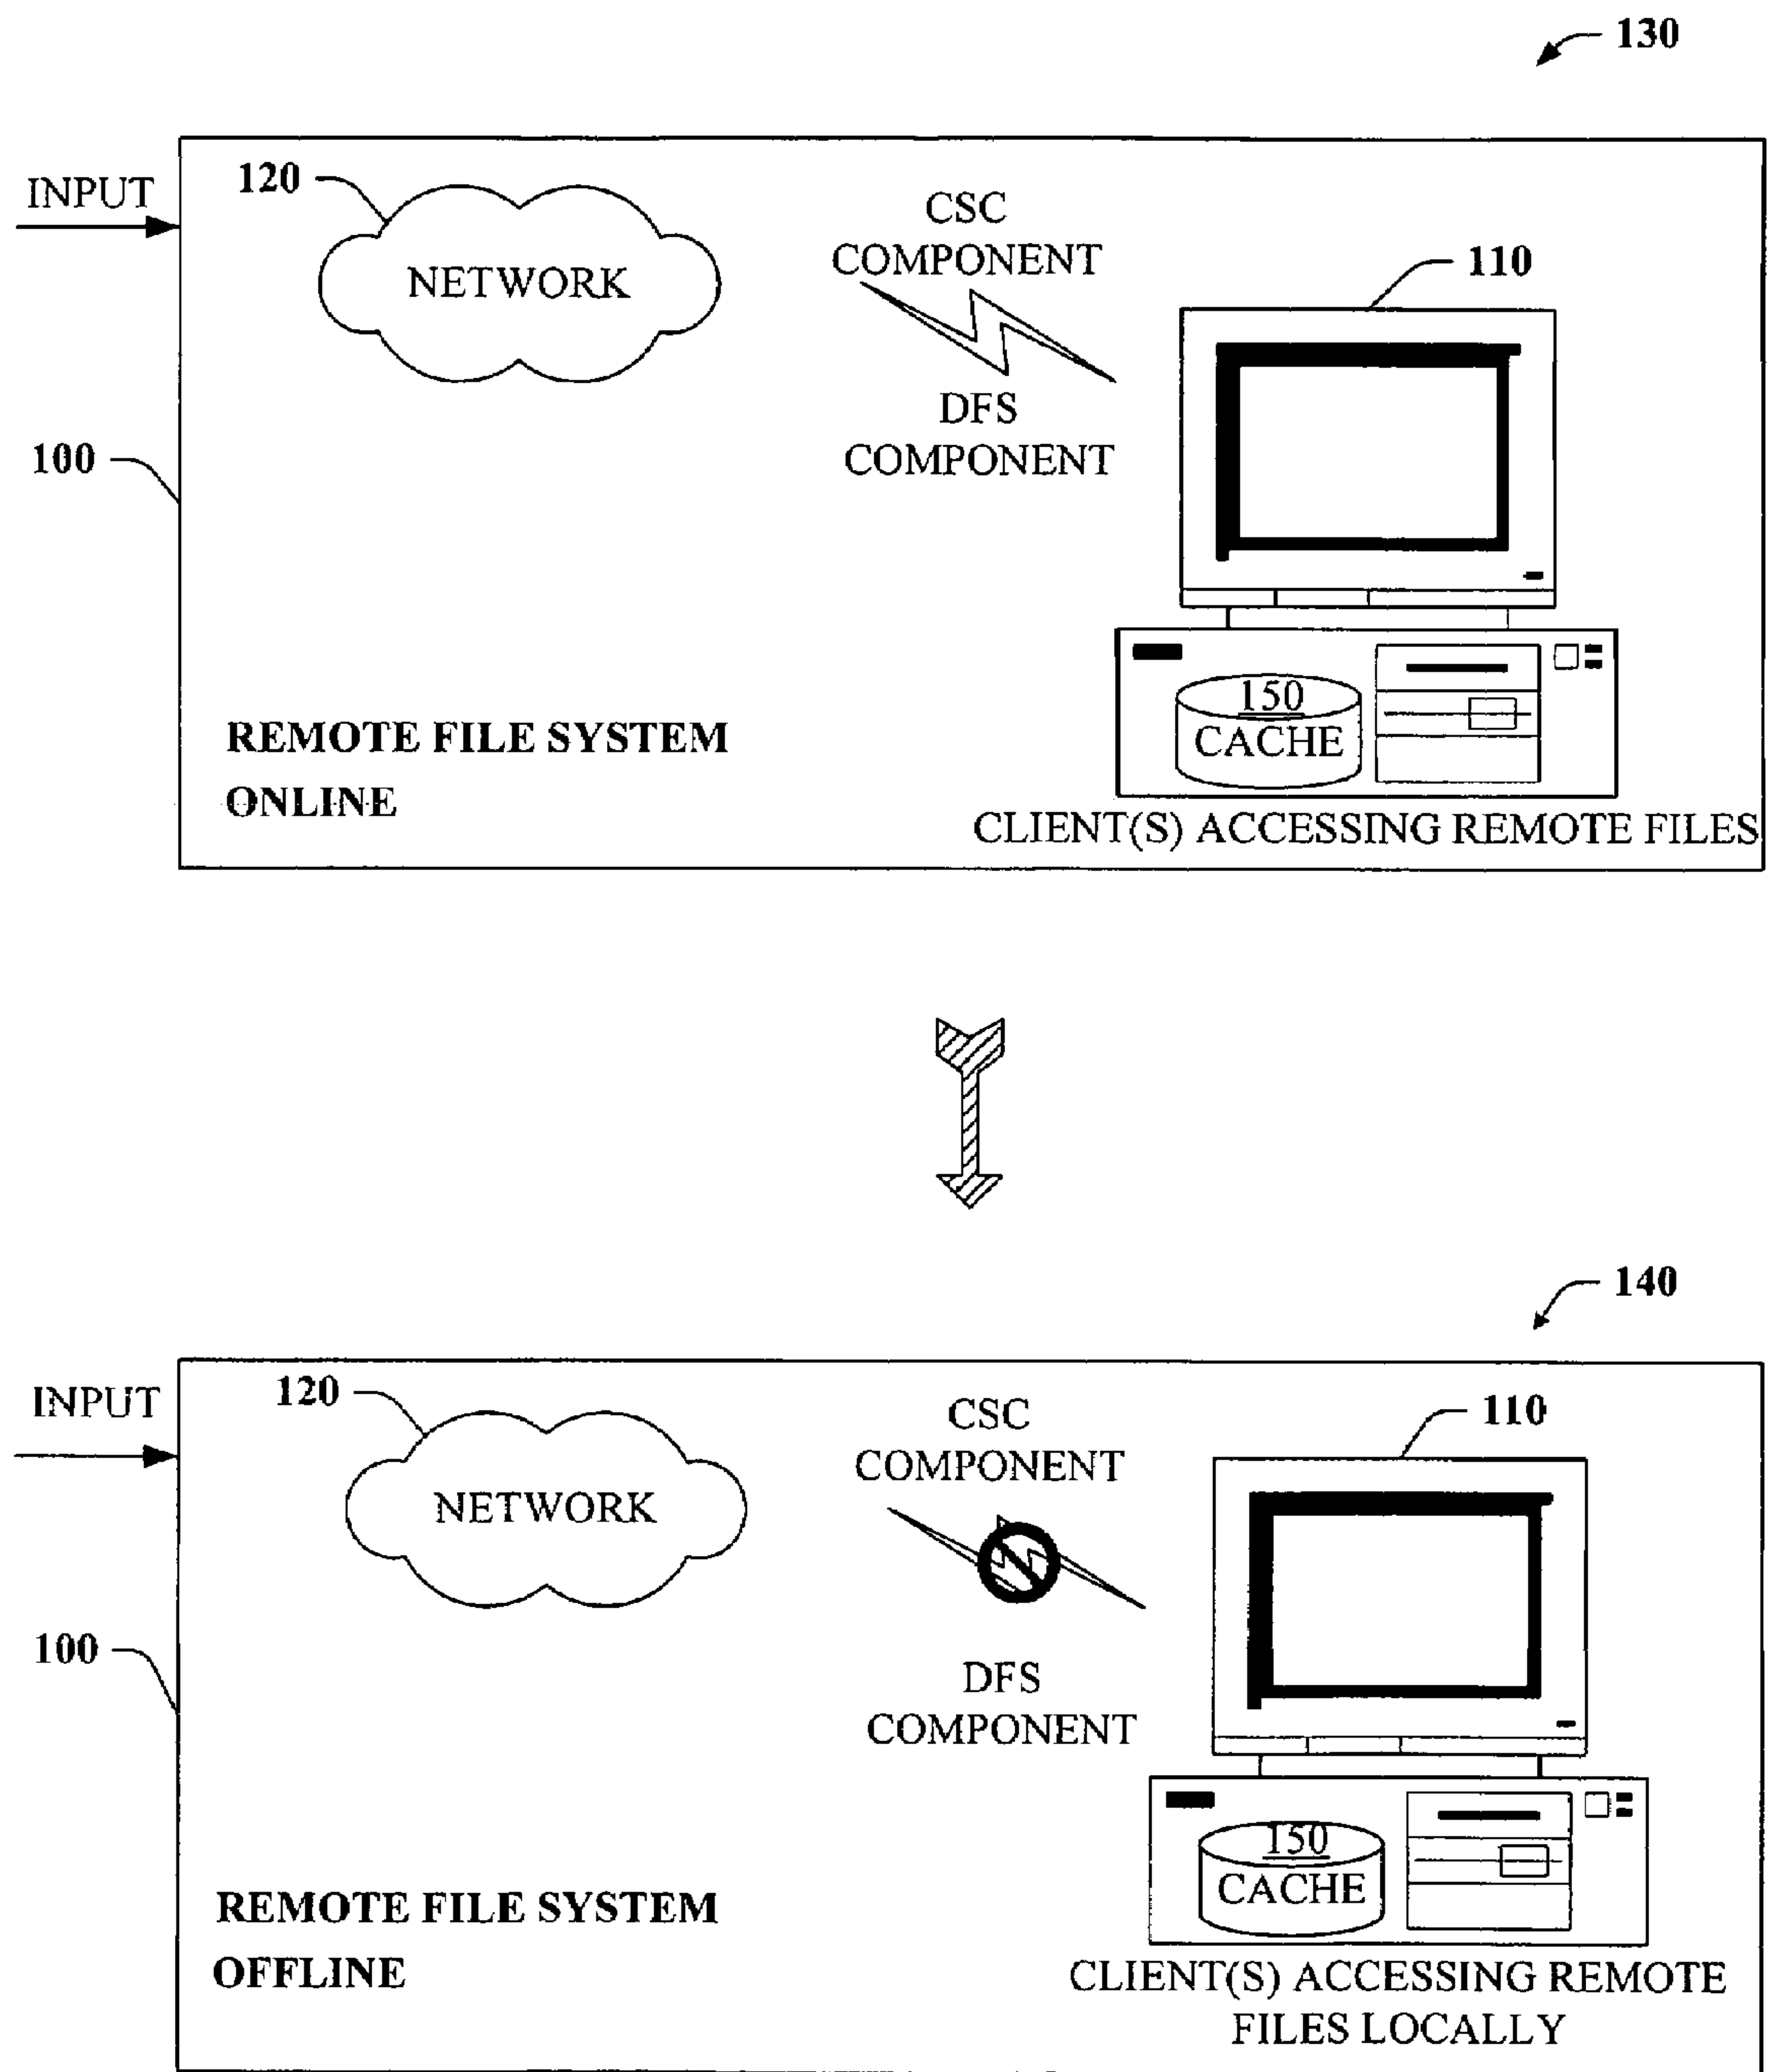 130
INPUT
120
NETWORK
CSC
COMPONENT
110
DFS
COMPONENT
100
150
CACHE
REMOTE FILE SYSTEM
ONLINE
CLIENT(S) ACCESSING REMOTE FILES
140
INPUT
120
NETWORK
CSC
COMPONENT
110
100
DFS
COMPONENT
150
CACHE
REMOTE FILE SYSTEM
OFFLINE
CLIENT(S) ACCESSING REMOTE
FILES LOCALLY